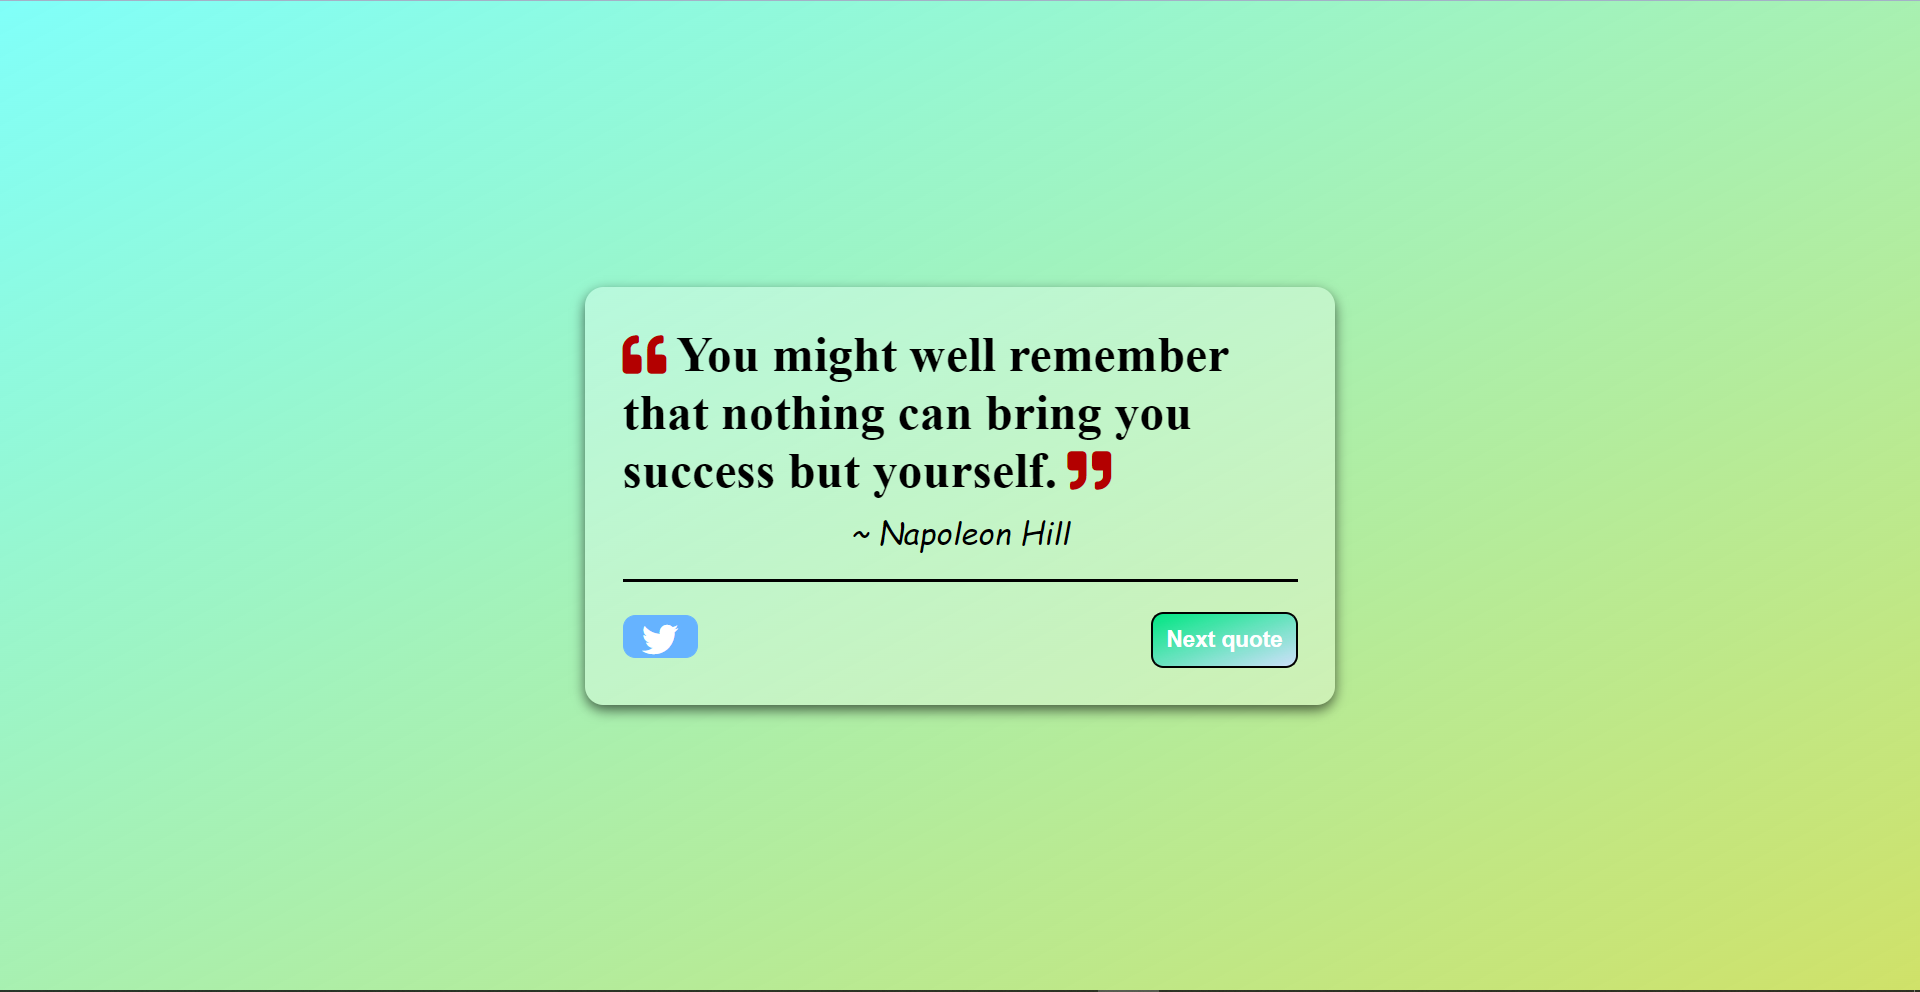 ❝ You might well remember
that nothing can bring you
success but yourself. ❞
~ Napoleon Hill
Next quote